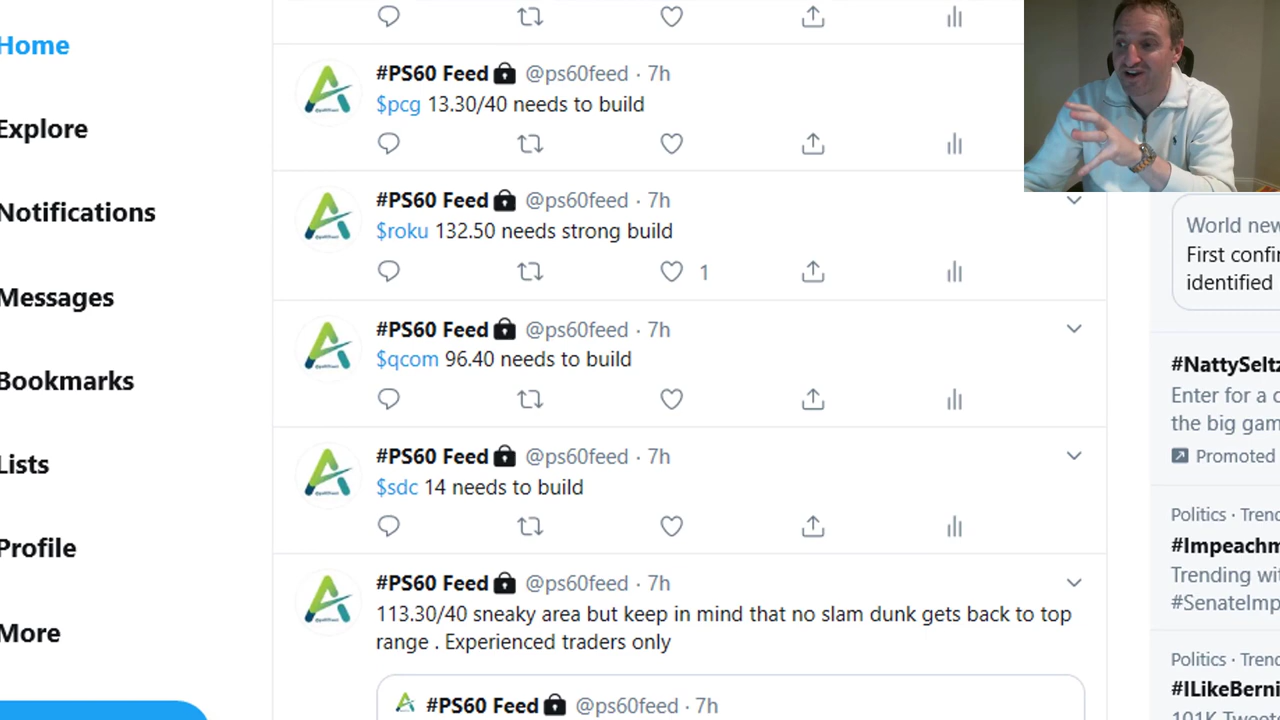 Home
Explore
Notifications
Messages
Bookmarks
Lists
Profile
More
#PS60 Feed @ps60feed · 7h
$pcg 13.30/40 needs to build
#PS60 Feed @ps60feed · 7h
$roku 132.50 needs strong build
1
#PS60 Feed @ps60feed · 7h
$qcom 96.40 needs to build
#PS60 Feed @ps60feed · 7h
$sdc 14 needs to build
#PS60 Feed @ps60feed · 7h
113.30/40 sneaky area but keep in mind that no slam dunk gets back to top
range . Experienced traders only
#PS60 Feed @ps60feed · 7h
World new
First confi
identified
#NattySeltz
Enter for a c
the big gam
Promoted
Politics · Trend
#Impeachm
Trending wit
#SenateImp
Politics · Trend
#ILikeBerni
101K Tweet